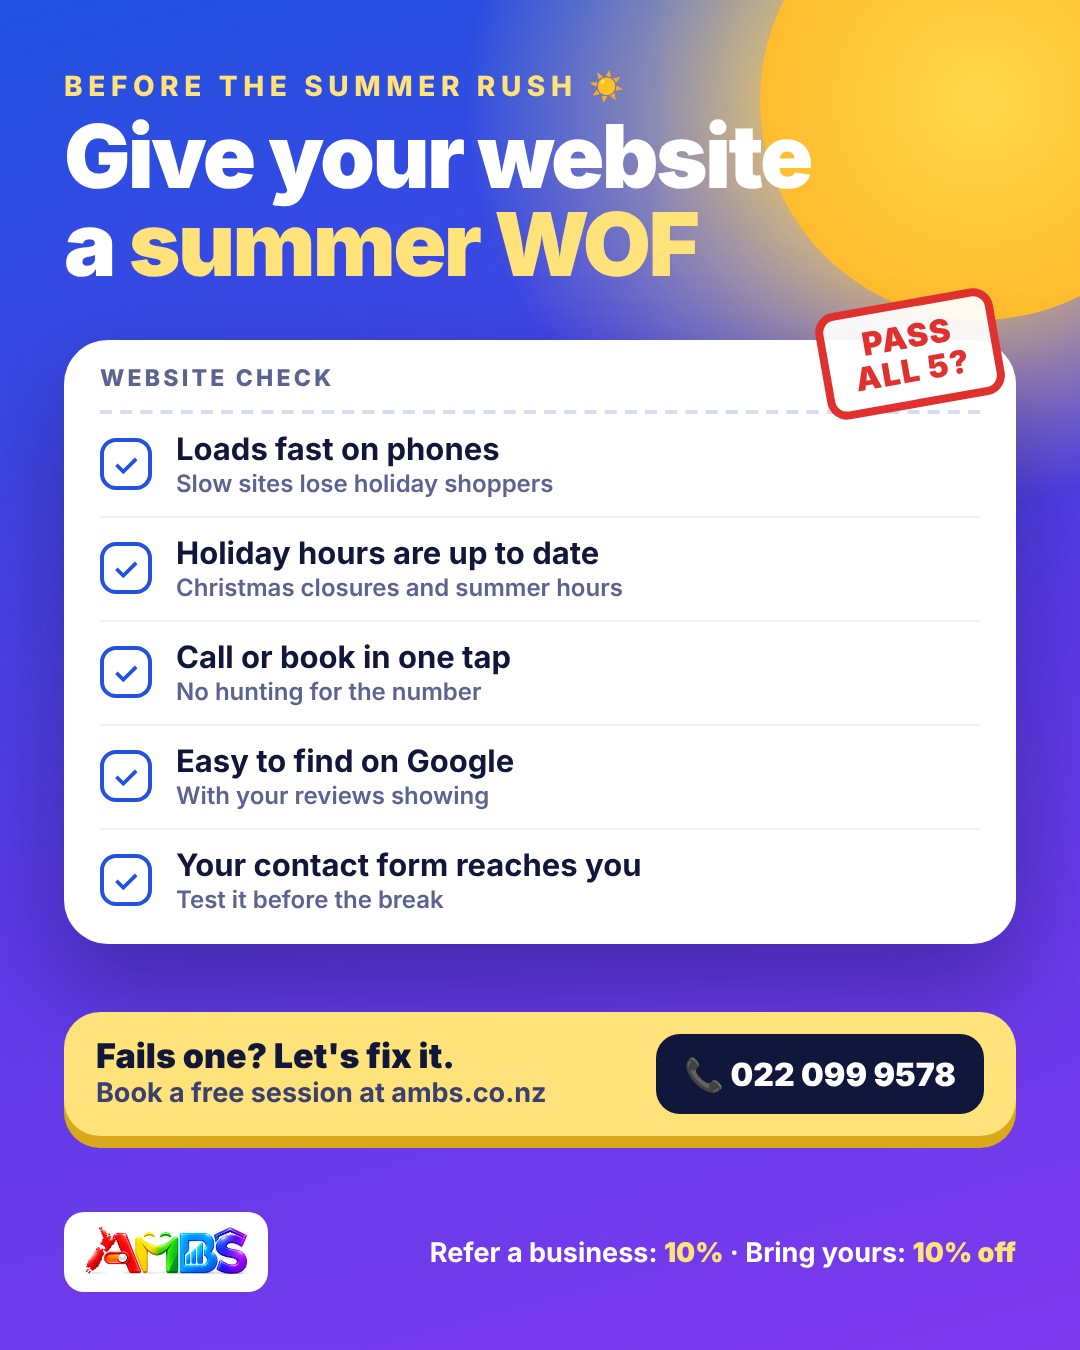 BEFORE THE SUMMER RUSH ☀️
Give your website
a summer WOF
PASS
ALL 5?
WEBSITE CHECK
Loads fast on phones
Slow sites lose holiday shoppers
Holiday hours are up to date
Christmas closures and summer hours
Call or book in one tap
No hunting for the number
Easy to find on Google
With your reviews showing
Your contact form reaches you
Test it before the break
Fails one? Let's fix it.
Book a free session at ambs.co.nz
📞 022 099 9578
AMBS
Refer a business: 10% · Bring yours: 10% off